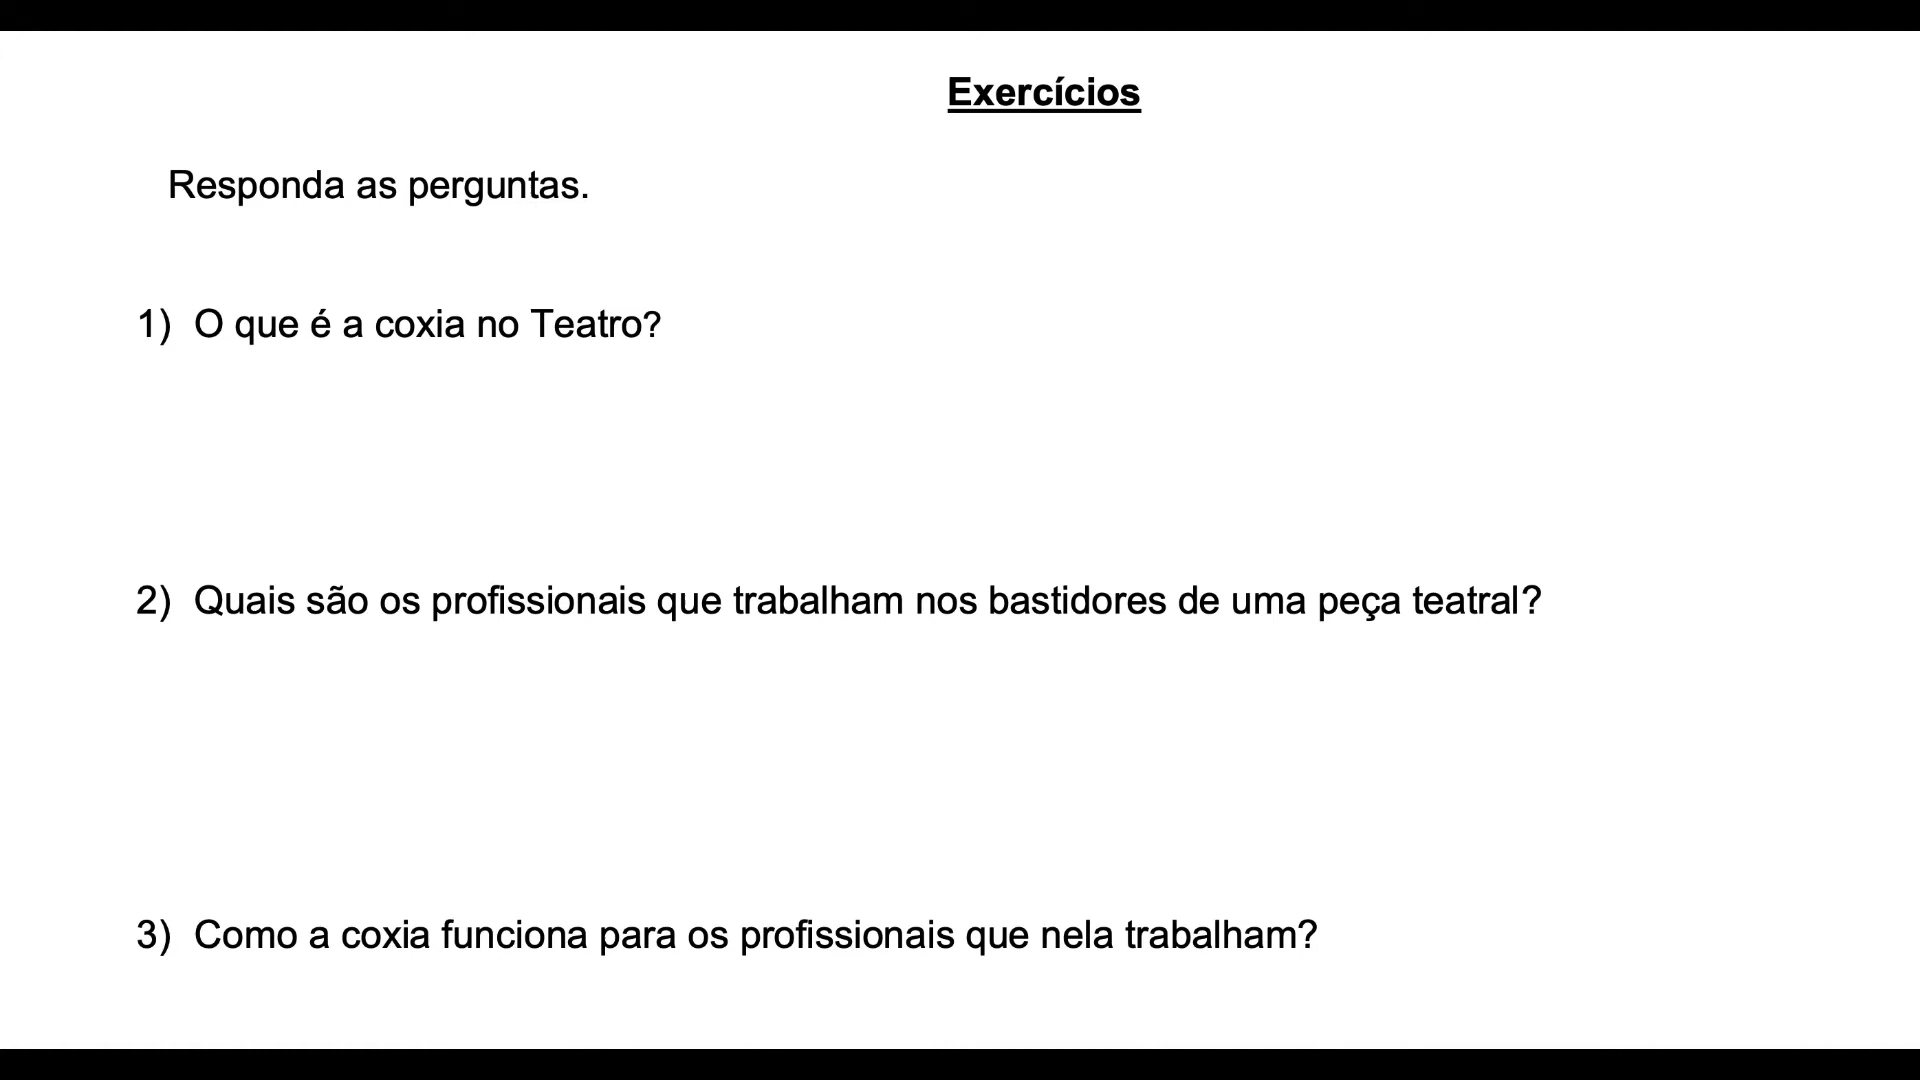 Exercícios
Responda as perguntas.
1) O que é a coxia no Teatro?
2) Quais são os profissionais que trabalham nos bastidores de uma peça teatral?
3) Como a coxia funciona para os profissionais que nela trabalham?